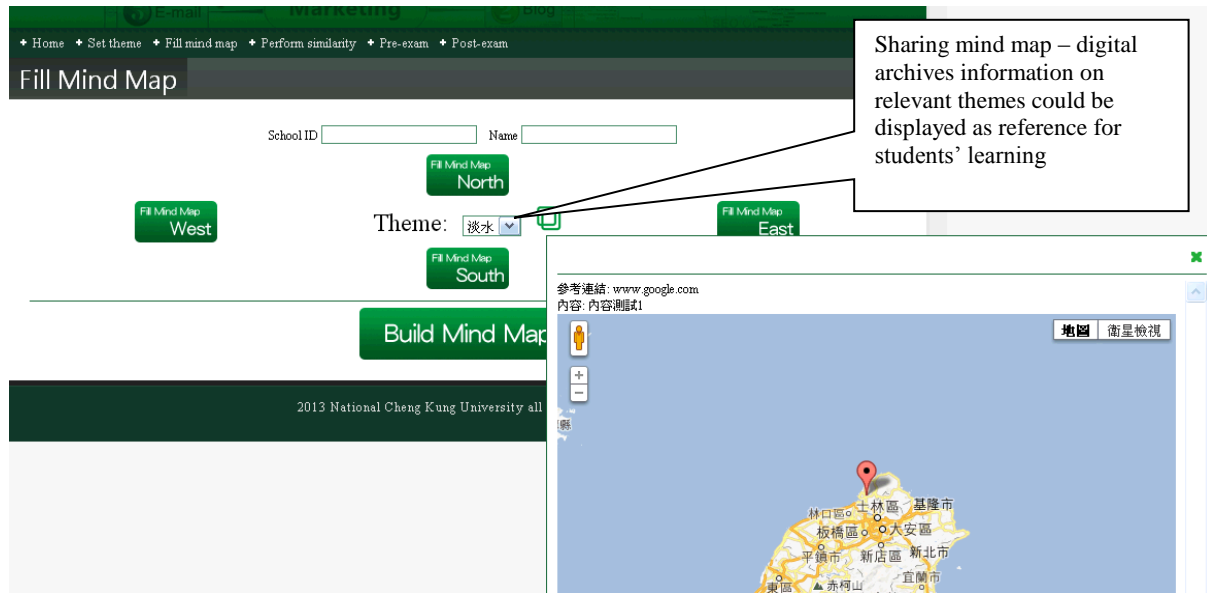 E-mail Marketing Blog
Home Set theme Fill mind map Perform similarity Pre-exam Post-exam
Fill Mind Map
Sharing mind map – digital
archives information on
relevant themes could be
displayed as reference for
students’ learning
School ID Name
Fill Mind Map
North
Fill Mind Map
West
Theme: 淡水
Fill Mind Map
East
Fill Mind Map
South
Build Mind Map
2013 National Cheng Kung University all
參考連結: www.google.com
內容: 內容測試1
地圖 衛星檢視
縣
林口區 士林區 基隆市
板橋區 大安區
平鎮市 新店區 新北市
東區 赤柯山 宜蘭市